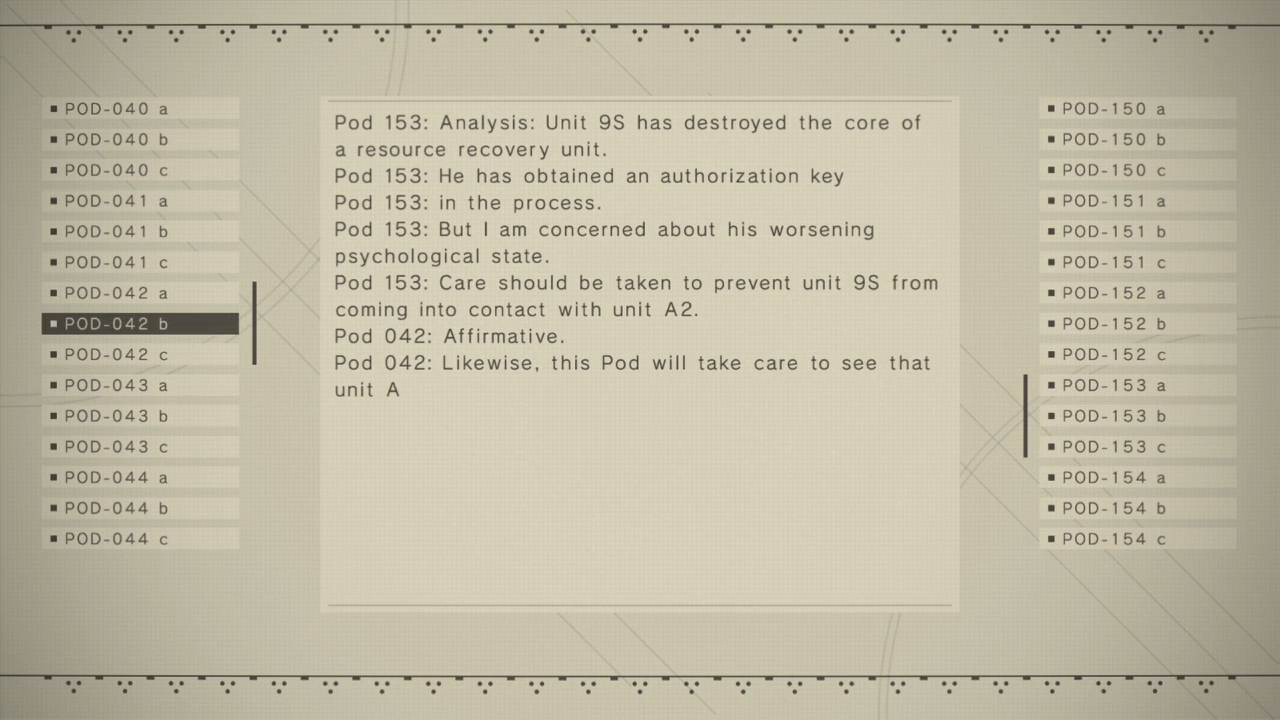 POD-040 a
POD-040 b
POD-040 c
POD-041 a
POD-041 b
POD-041 c
POD-042 a
POD-042 b
POD-042 c
POD-043 a
POD-043 b
POD-043 c
POD-044 a
POD-044 b
POD-044 c
Pod 153: Analysis: Unit 9S has destroyed the core of
a resource recovery unit.
Pod 153: He has obtained an authorization key
Pod 153: in the process.
Pod 153: But I am concerned about his worsening
psychological state.
Pod 153: Care should be taken to prevent unit 9S from
coming into contact with unit A2.
Pod 042: Affirmative.
Pod 042: Likewise, this Pod will take care to see that
unit A
POD-150 a
POD-150 b
POD-150 c
POD-151 a
POD-151 b
POD-151 c
POD-152 a
POD-152 b
POD-152 c
POD-153 a
POD-153 b
POD-153 c
POD-154 a
POD-154 b
POD-154 c